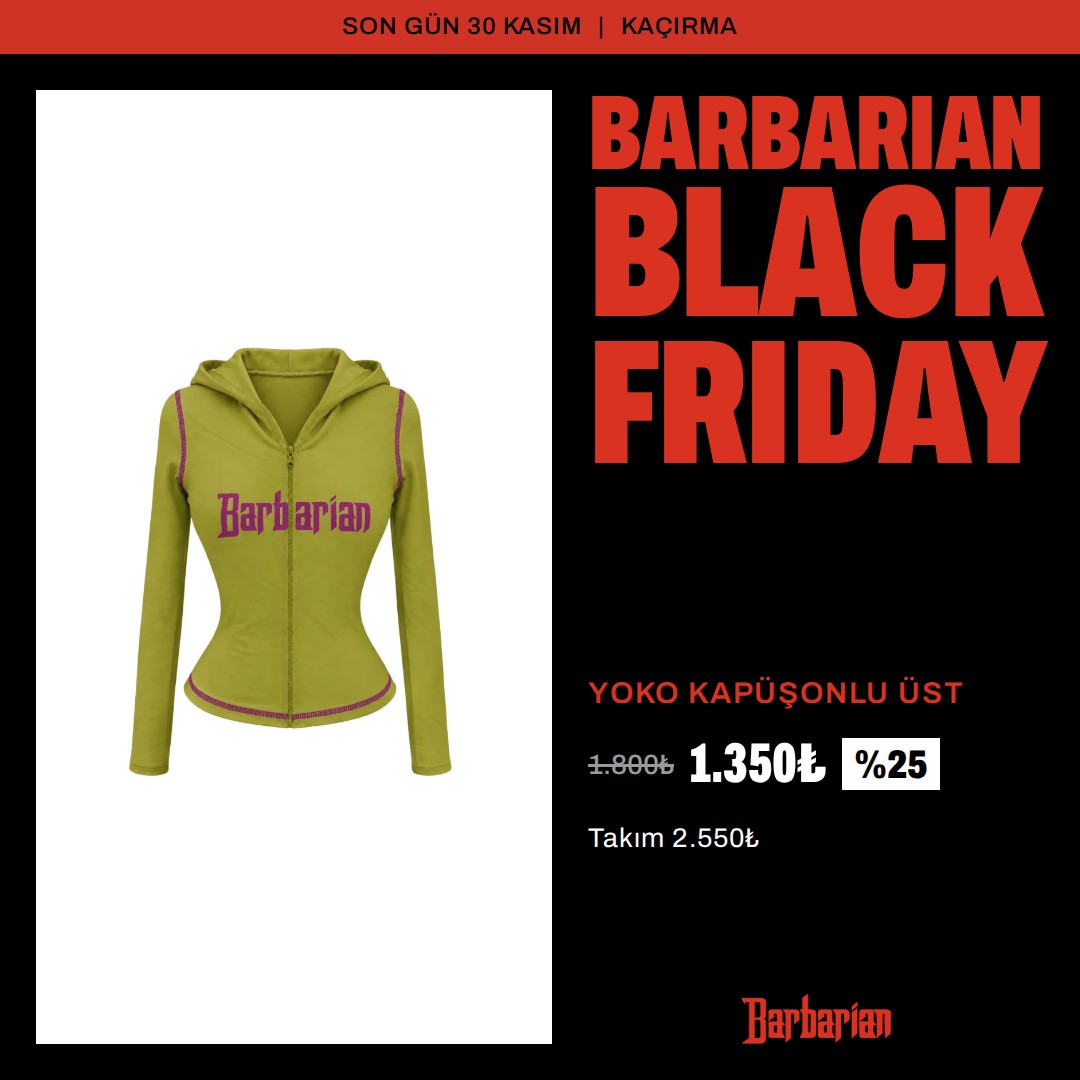 SON GÜN 30 KASIM | KAÇIRMA
BARBARIAN
BLACK
FRIDAY
Barbarian
YOKO KAPÜŞONLU ÜST
1.800₺ 1.350₺ %25
Takım 2.550₺
Barbarian